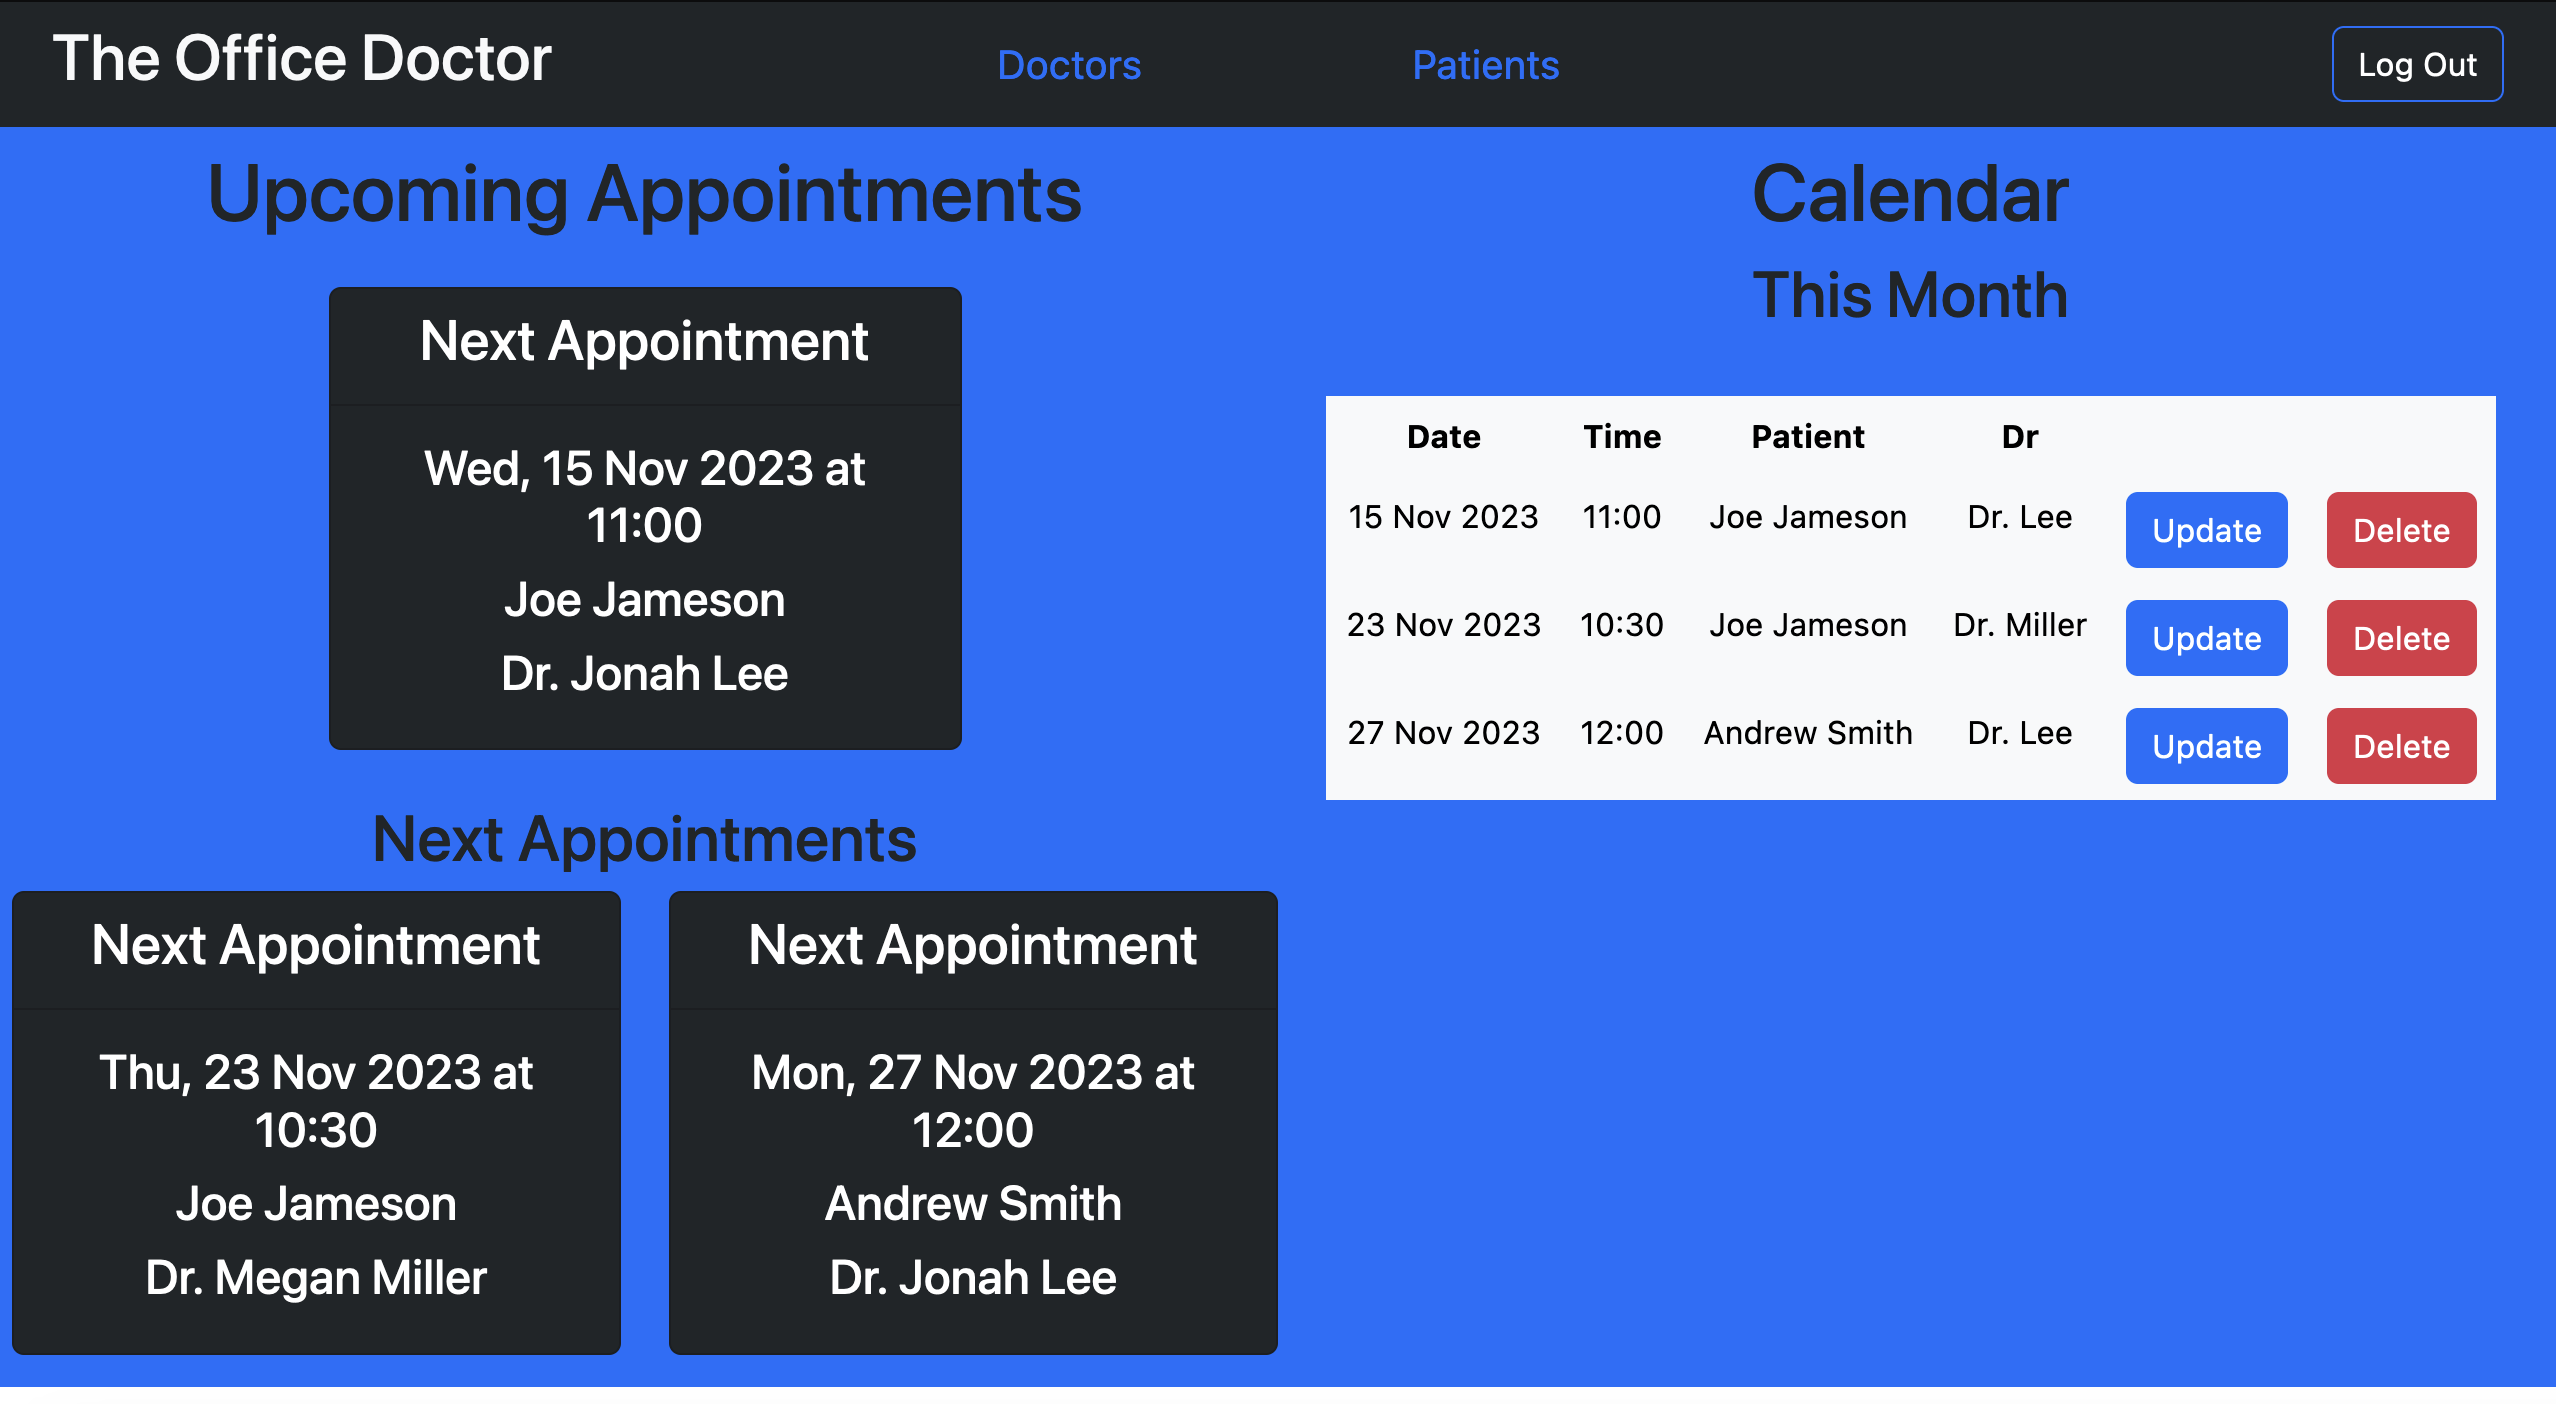 The Office Doctor
Doctors
Patients
Log Out
Upcoming Appointments
Next Appointment
Wed, 15 Nov 2023 at
11:00
Joe Jameson
Dr. Jonah Lee
Next Appointments
Next Appointment
Thu, 23 Nov 2023 at
10:30
Joe Jameson
Dr. Megan Miller
Next Appointment
Mon, 27 Nov 2023 at
12:00
Andrew Smith
Dr. Jonah Lee
Calendar
This Month
Date Time Patient Dr
15 Nov 2023 11:00 Joe Jameson Dr. Lee Update Delete
23 Nov 2023 10:30 Joe Jameson Dr. Miller Update Delete
27 Nov 2023 12:00 Andrew Smith Dr. Lee Update Delete